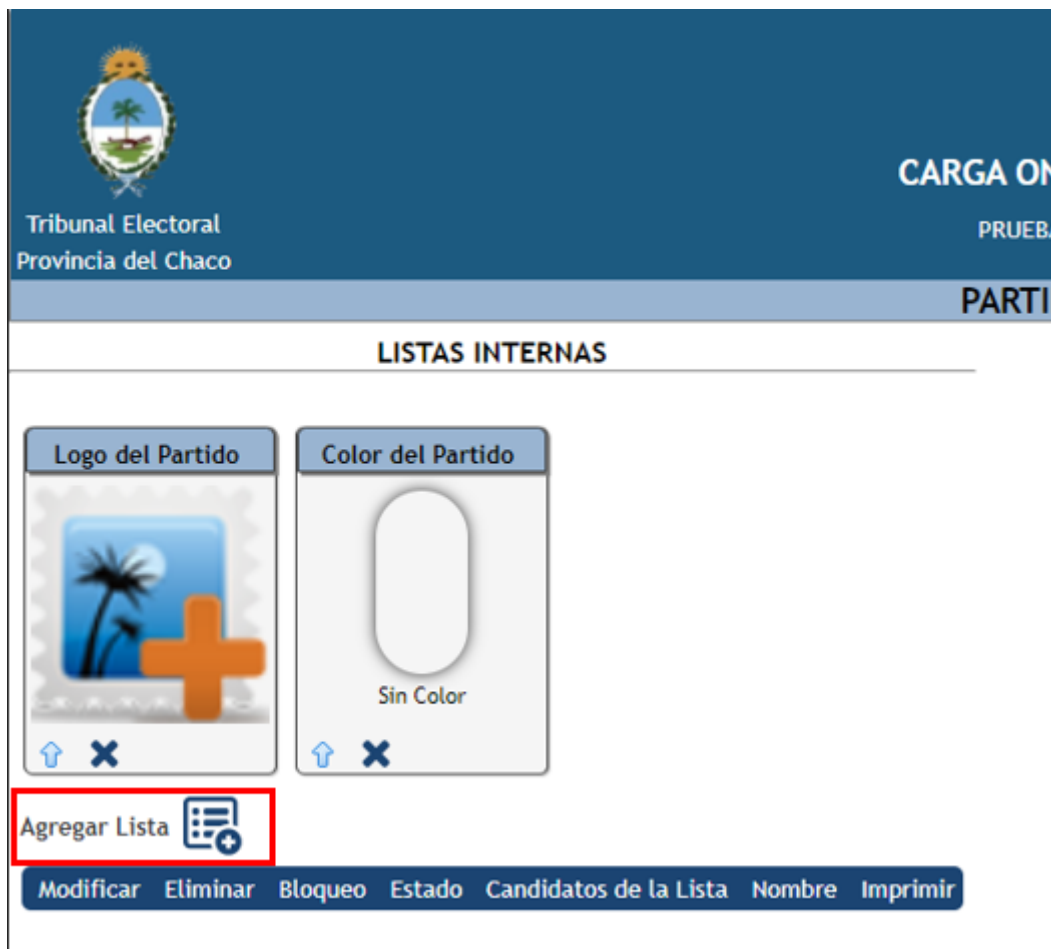 CARGA ON
Tribunal Electoral
PRUEBA
Provincia del Chaco
PARTI
LISTAS INTERNAS
Logo del Partido Color del Partido
Sin Color
Agregar Lista
Modificar Eliminar Bloqueo Estado Candidatos de la Lista Nombre Imprimir